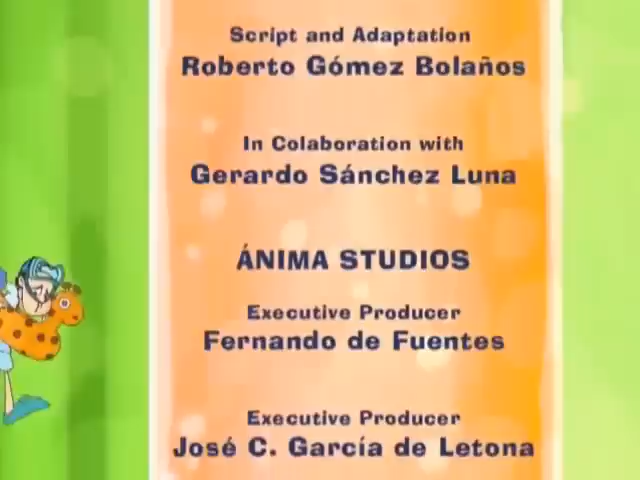 Script and Adaptation
Roberto Gómez Bolaños
In Colaboration with
Gerardo Sánchez Luna
ÁNIMA STUDIOS
Executive Producer
Fernando de Fuentes
Executive Producer
José C. García de Letona